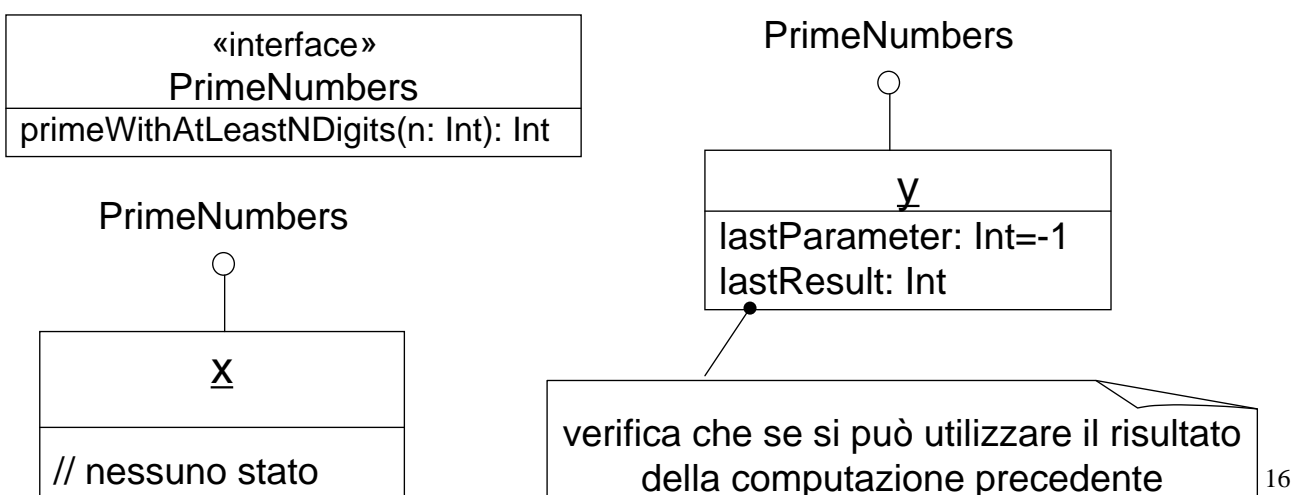 «interface»
PrimeNumbers
primeWithAtLeastNDigits(n: Int): Int
PrimeNumbers
x
// nessuno stato
PrimeNumbers
y
lastParameter: Int=-1
lastResult: Int
verifica che se si può utilizzare il risultato
della computazione precedente
16